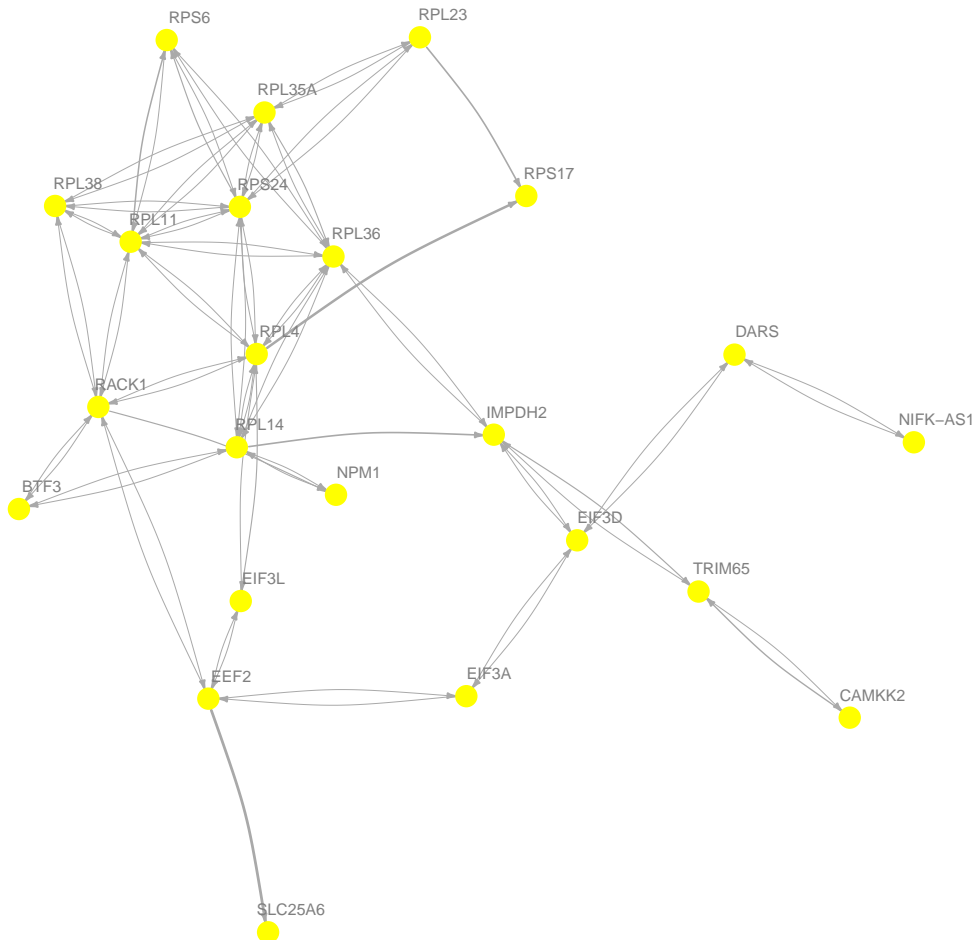 RPS6
RPL23
RPL35A
RPL38
RPS24
RPS17
RPL11
RPL36
RPL4
DARS
RACK1
IMPDH2
NIFK−AS1
RPL14
NPM1
BTF3
EIF3D
TRIM65
EIF3L
EEF2
EIF3A
CAMKK2
SLC25A6